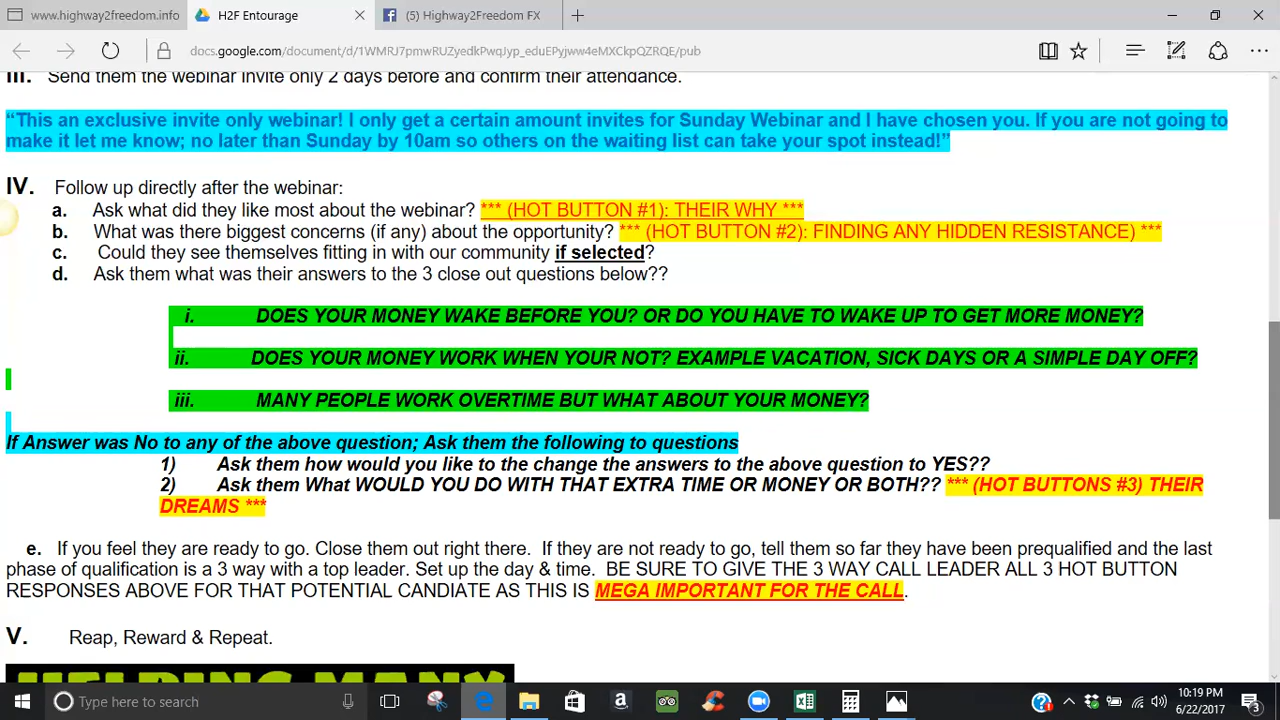 www.highway2freedom.info
H2F Entourage
(5) Highway2Freedom FX
docs.google.com/document/d/1WMRJ7pmwRUZyedkPwqJyp_eduEPyjww4eMXCkpQZRQE/pub
III. Send them the webinar invite only 2 days before and confirm their attendance.
“This an exclusive invite only webinar! I only get a certain amount invites for Sunday Webinar and I have chosen you. If you are not going to
make it let me know; no later than Sunday by 10am so others on the waiting list can take your spot instead!”
IV. Follow up directly after the webinar:
a. Ask what did they like most about the webinar? *** (HOT BUTTON #1): THEIR WHY ***
b. What was there biggest concerns (if any) about the opportunity? *** (HOT BUTTON #2): FINDING ANY HIDDEN RESISTANCE) ***
c. Could they see themselves fitting in with our community if selected?
d. Ask them what was their answers to the 3 close out questions below??
i. DOES YOUR MONEY WAKE BEFORE YOU? OR DO YOU HAVE TO WAKE UP TO GET MORE MONEY?
ii. DOES YOUR MONEY WORK WHEN YOUR NOT? EXAMPLE VACATION, SICK DAYS OR A SIMPLE DAY OFF?
iii. MANY PEOPLE WORK OVERTIME BUT WHAT ABOUT YOUR MONEY?
If Answer was No to any of the above question; Ask them the following to questions
1) Ask them how would you like to the change the answers to the above question to YES??
2) Ask them What WOULD YOU DO WITH THAT EXTRA TIME OR MONEY OR BOTH?? *** (HOT BUTTONS #3) THEIR
DREAMS ***
e. If you feel they are ready to go. Close them out right there. If they are not ready to go, tell them so far they have been prequalified and the last
phase of qualification is a 3 way with a top leader. Set up the day & time. BE SURE TO GIVE THE 3 WAY CALL LEADER ALL 3 HOT BUTTON
RESPONSES ABOVE FOR THAT POTENTIAL CANDIATE AS THIS IS MEGA IMPORTANT FOR THE CALL.
V. Reap, Reward & Repeat.
HELPING MANY
Type here to search
10:19 PM
6/22/2017
3